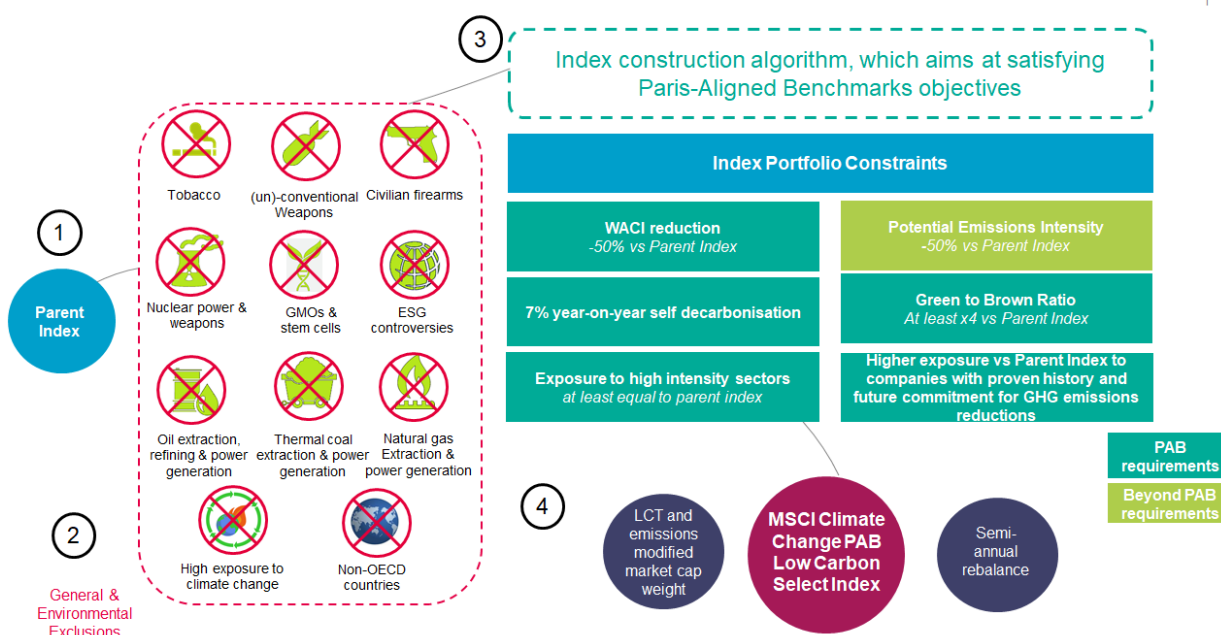 1
Parent
Index
2
General &
Environmental
Exclusions
Tobacco
(un)-conventional
Weapons
Civilian firearms
Nuclear power &
weapons
GMOs &
stem cells
ESG
controversies
Oil extraction,
refining & power
generation
Thermal coal
extraction & power
generation
Natural gas
Extraction &
power generation
High exposure to
climate change
Non-OECD
countries
3
Index construction algorithm, which aims at satisfying
Paris-Aligned Benchmarks objectives
Index Portfolio Constraints
WACI reduction
-50% vs Parent Index
Potential Emissions Intensity
-50% vs Parent Index
7% year-on-year self decarbonisation
Green to Brown Ratio
At least x4 vs Parent Index
Exposure to high intensity sectors
at least equal to parent index
Higher exposure vs Parent Index to
companies with proven history and
future commitment for GHG emissions
reductions
PAB
requirements
Beyond PAB
requirements
4
LCT and
emissions
modified
market cap
weight
MSCI Climate
Change PAB
Low Carbon
Select Index
Semi-
annual
rebalance